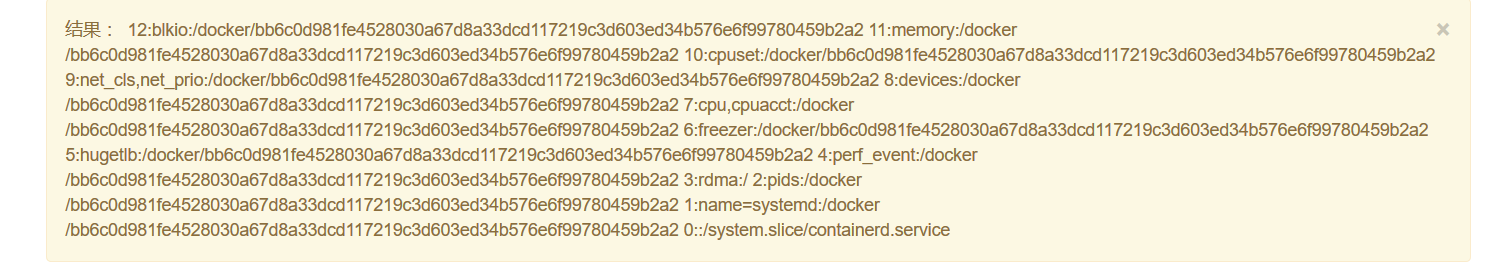 结果： 12:blkio:/docker/bb6c0d981fe4528030a67d8a33dcd117219c3d603ed34b576e6f99780459b2a2 11:memory:/docker ×
/bb6c0d981fe4528030a67d8a33dcd117219c3d603ed34b576e6f99780459b2a2 10:cpuset:/docker/bb6c0d981fe4528030a67d8a33dcd117219c3d603ed34b576e6f99780459b2a2
9:net_cls,net_prio:/docker/bb6c0d981fe4528030a67d8a33dcd117219c3d603ed34b576e6f99780459b2a2 8:devices:/docker
/bb6c0d981fe4528030a67d8a33dcd117219c3d603ed34b576e6f99780459b2a2 7:cpu,cpuacct:/docker
/bb6c0d981fe4528030a67d8a33dcd117219c3d603ed34b576e6f99780459b2a2 6:freezer:/docker/bb6c0d981fe4528030a67d8a33dcd117219c3d603ed34b576e6f99780459b2a2
5:hugetlb:/docker/bb6c0d981fe4528030a67d8a33dcd117219c3d603ed34b576e6f99780459b2a2 4:perf_event:/docker
/bb6c0d981fe4528030a67d8a33dcd117219c3d603ed34b576e6f99780459b2a2 3:rdma:/ 2:pids:/docker
/bb6c0d981fe4528030a67d8a33dcd117219c3d603ed34b576e6f99780459b2a2 1:name=systemd:/docker
/bb6c0d981fe4528030a67d8a33dcd117219c3d603ed34b576e6f99780459b2a2 0::/system.slice/containerd.service